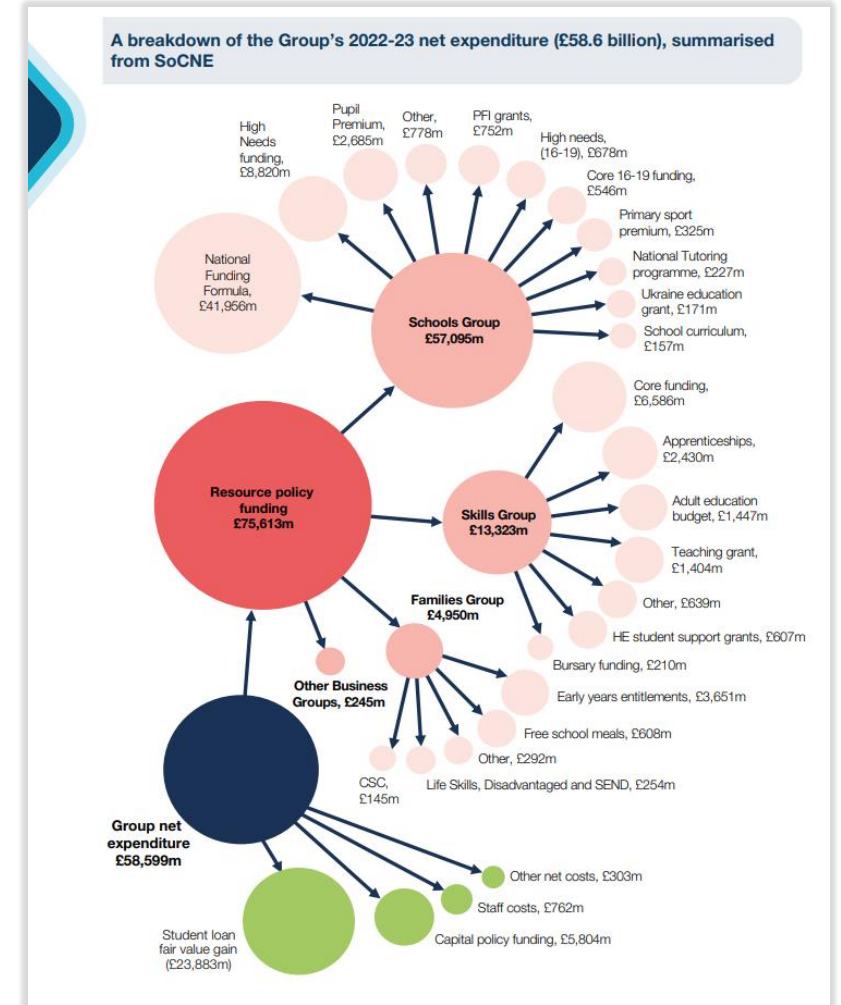 A breakdown of the Group's 2022-23 net expenditure (£58.6 billion), summarised
from SoCNE
High
Needs
funding,
£8,820m
Pupil
Premium,
£2,685m
Other,
£778m
PFI grants,
£752m
High needs,
(16-19), £678m
Core 16-19 funding,
£546m
Primary sport
premium, £325m
National Tutoring
programme, £227m
Ukraine education
grant, £171m
School curriculum,
£157m
National
Funding
Formula,
£41,956m
Schools Group
£57,095m
Core funding,
£6,586m
Apprenticeships,
£2,430m
Adult education
budget, £1,447m
Teaching grant,
£1,404m
Other, £639m
HE student support grants, £607m
Bursary funding, £210m
Resource policy
funding
£75,613m
Skills Group
£13,323m
Families Group
£4,950m
Other Business
Groups, £245m
Early years entitlements, £3,651m
Free school meals, £608m
Other, £292m
Life Skills, Disadvantaged and SEND, £254m
CSC,
£145m
Group net
expenditure
£58,599m
Other net costs, £303m
Staff costs, £762m
Capital policy funding, £5,804m
Student loan
fair value gain
(£23,883m)